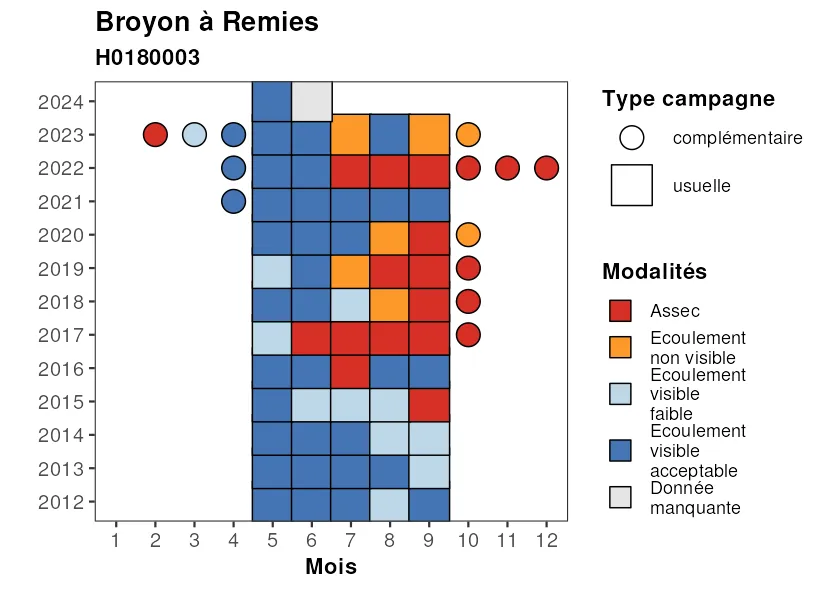 Broyon à Remies
H0180003
2024
2023
2022
2021
2020
2019
2018
2017
2016
2015
2014
2013
2012
1 2 3 4 5 6 7 8 9 10 11 12
Mois
Type campagne
complémentaire
usuelle
Modalités
Assec
Ecoulement
non visible
Ecoulement
visible
faible
Ecoulement
visible
acceptable
Donnée
manquante